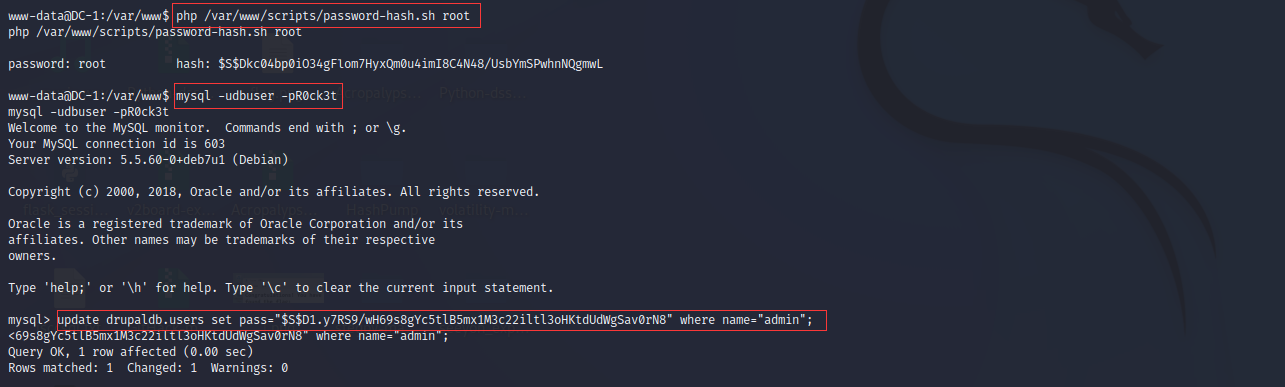 www-data@DC-1:/var/www$ php /var/www/scripts/password-hash.sh root
php /var/www/scripts/password-hash.sh root
password: root hash: $S$Dkc04bp0iO34gFlom7HyxQm0u4imI8C4N48/UsbYmSPwhnNQgmwL
www-data@DC-1:/var/www$ mysql -udbuser -pR0ck3t
mysql -udbuser -pR0ck3t
Welcome to the MySQL monitor. Commands end with ; or \g.
Your MySQL connection id is 603
Server version: 5.5.60-0+deb7u1 (Debian)
Copyright (c) 2000, 2018, Oracle and/or its affiliates. All rights reserved.
Oracle is a registered trademark of Oracle Corporation and/or its
affiliates. Other names may be trademarks of their respective
owners.
Type 'help;' or '\h' for help. Type '\c' to clear the current input statement.
mysql> update drupaldb.users set pass="$S$D1.y7RS9/wH69s8gYc5tlB5mx1M3c22iltl3oHKtdUdWgSav0rN8" where name="admin";
<69s8gYc5tlB5mx1M3c22iltl3oHKtdUdWgSav0rN8" where name="admin";
Query OK, 1 row affected (0.00 sec)
Rows matched: 1 Changed: 1 Warnings: 0